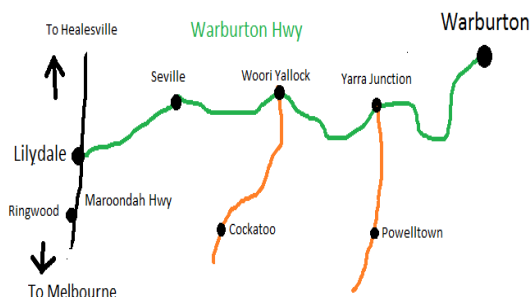 Warburton
To Healesville
Warburton Hwy
Seville
Woori Yallock
Yarra Junction
Lilydale
Maroondah Hwy
Ringwood
Cockatoo
Powelltown
To Melbourne